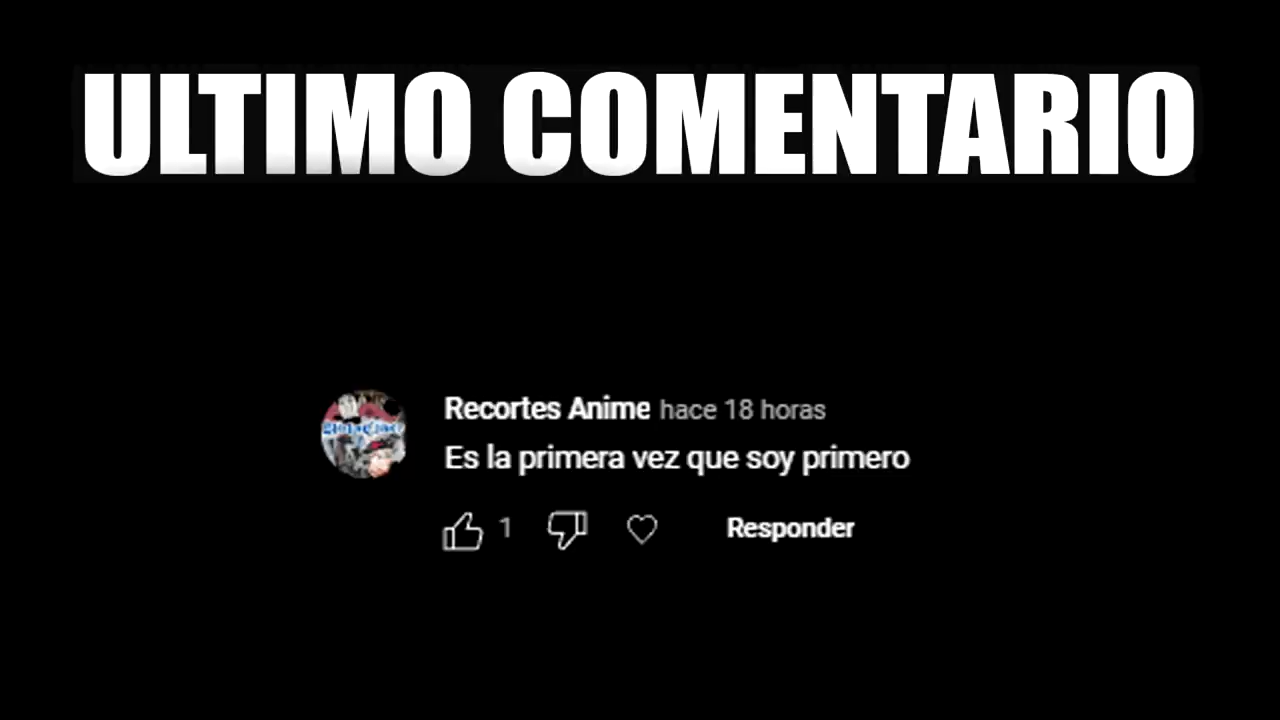 ULTIMO COMENTARIO
Recortes Anime hace 18 horas
Es la primera vez que soy primero
1
Responder